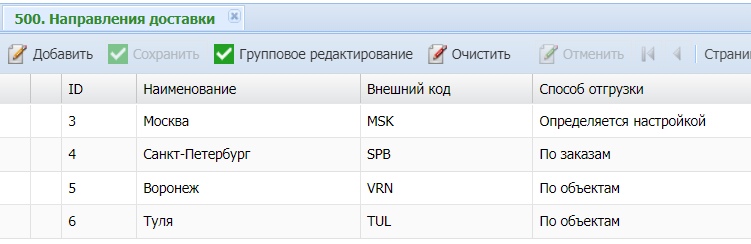 500. Направления доставки
Добавить Сохранить Групповое редактирование Очистить Отменить Страни
ID Наименование Внешний код Способ отгрузки
3 Москва MSK Определяется настройкой
4 Санкт-Петербург SPB По заказам
5 Воронеж VRN По объектам
6 Туля TUL По объектам